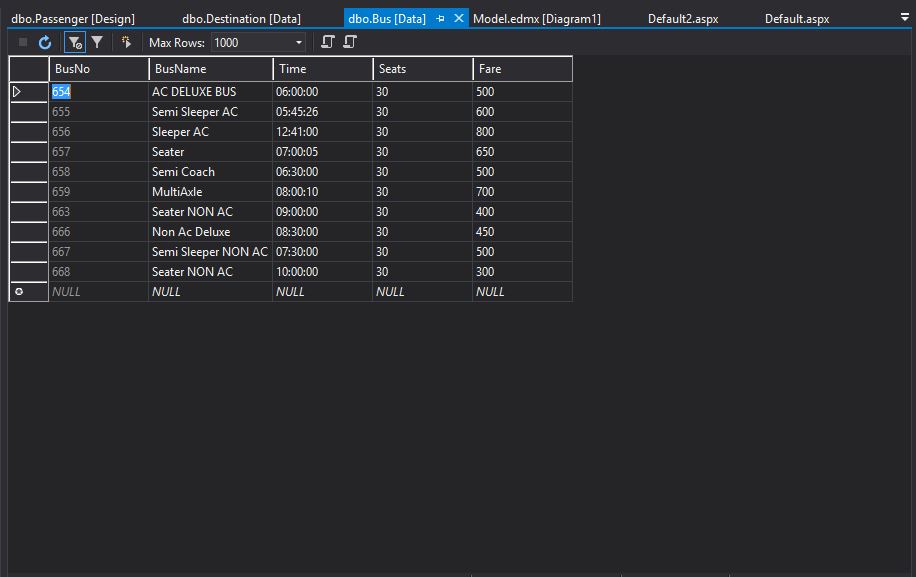 dbo.Passenger [Design] dbo.Destination [Data] dbo.Bus [Data] Model.edmx [Diagram1] Default2.aspx Default.aspx
Max Rows: 1000
BusNo BusName Time Seats Fare
654 AC DELUXE BUS 06:00:00 30 500
655 Semi Sleeper AC 05:45:26 30 600
656 Sleeper AC 12:41:00 30 800
657 Seater 07:00:05 30 650
658 Semi Coach 06:30:00 30 500
659 MultiAxle 08:00:10 30 700
663 Seater NON AC 09:00:00 30 400
666 Non Ac Deluxe 08:30:00 30 450
667 Semi Sleeper NON AC 07:30:00 30 500
668 Seater NON AC 10:00:00 30 300
NULL NULL NULL NULL NULL